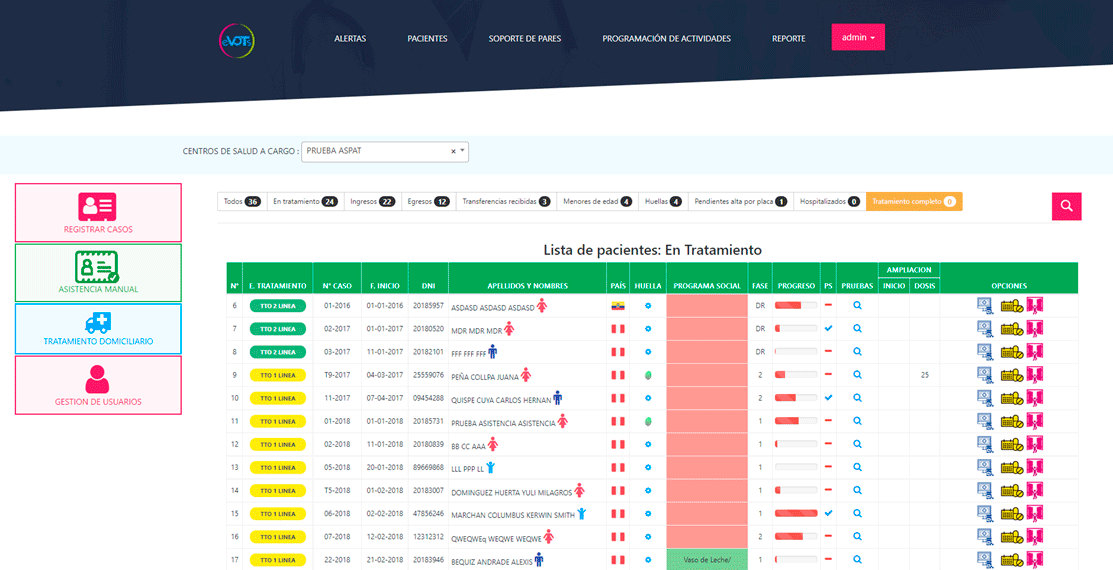 eVOTs ALERTAS PACIENTES SOPORTE DE PARES PROGRAMACIÓN DE ACTIVIDADES REPORTE admin
CENTROS DE SALUD A CARGO : PRUEBA ASPAT ×
REGISTRAR CASOS
ASISTENCIA MANUAL
TRATAMIENTO DOMICILIARIO
GESTION DE USUARIOS
Todos 36 En tratamiento 24 Ingresos 22 Egresos 12 Transferencias recibidas 3 Menores de edad 4 Huellas 4 Pendientes alta por placa 1 Hospitalizados 0 Tratamiento completo 0
Lista de pacientes: En Tratamiento
AMPLIACION
N° E. TRATAMIENTO N° CASO F. INICIO DNI APELLIDOS Y NOMBRES PAÍS HUELLA PROGRAMA SOCIAL FASE PROGRESO PS PRUEBAS INICIO DOSIS OPCIONES
6 TTO 2 LINEA 01-2016 01-01-2016 20185957 ASDASD ASDASD ASDASD DR
7 TTO 2 LINEA 02-2017 01-01-2017 20180520 MDR MDR MDR DR
8 TTO 2 LINEA 03-2017 11-01-2017 20182101 FFF FFF FFF DR
9 TTO 1 LINEA T9-2017 04-03-2017 25559076 PEÑA COLLPA JUANA 2 25
10 TTO 1 LINEA 11-2017 07-04-2017 09454288 QUISPE CUYA CARLOS HERNAN 2
11 TTO 1 LINEA 01-2018 01-01-2018 20185731 PRUEBA ASISTENCIA ASISTENCIA 1
12 TTO 1 LINEA 02-2018 11-01-2018 20180839 BB CC AAA 1
13 TTO 1 LINEA 05-2018 20-01-2018 89669868 LLL PPP LL 1
14 TTO 1 LINEA T5-2018 01-02-2018 20183007 DOMINGUEZ HUERTA YULI MILAGROS 1
15 TTO 1 LINEA 06-2018 02-02-2018 47856246 MARCHAN COLUMBUS KERWIN SMITH 1
16 TTO 1 LINEA 07-2018 12-02-2018 12312312 QWEQWEq WEQWE WEQWE 2
17 TTO 1 LINEA 22-2018 21-02-2018 20183946 BEQUIZ ANDRADE ALEXIS Vaso de Leche/ 1